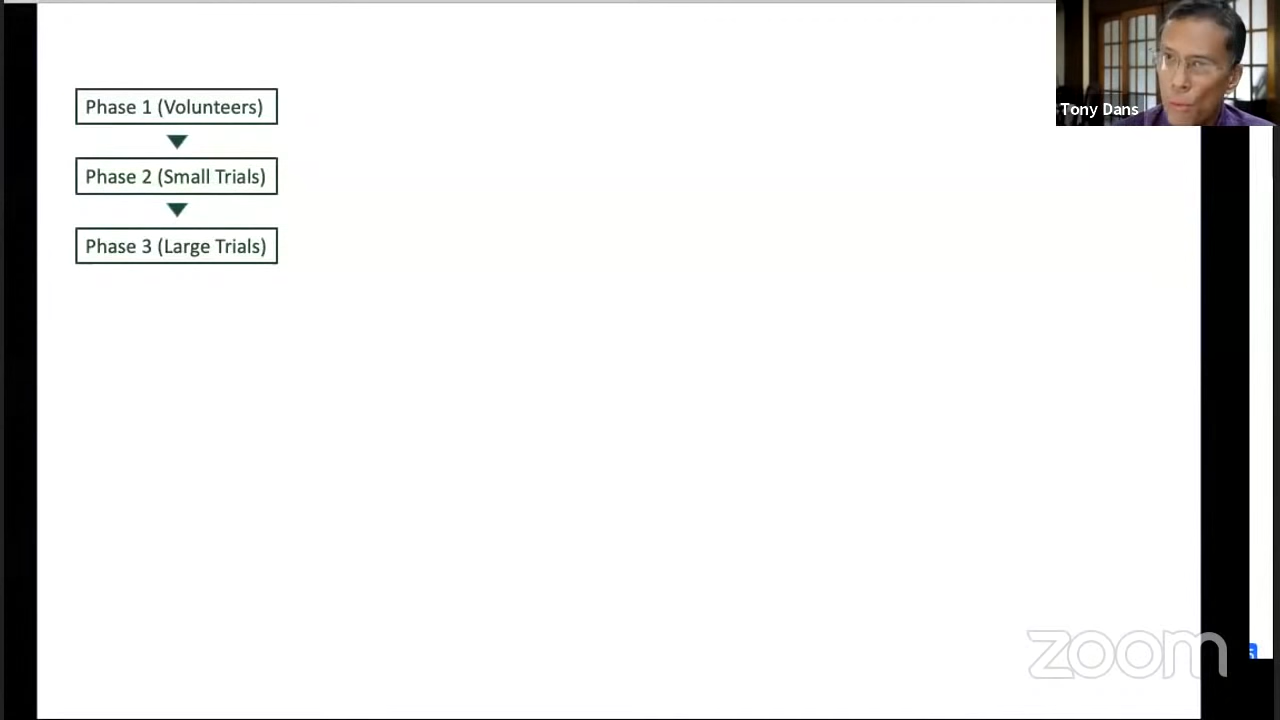 Phase 1 (Volunteers)
Phase 2 (Small Trials)
Phase 3 (Large Trials)
Tony Dans
zoom